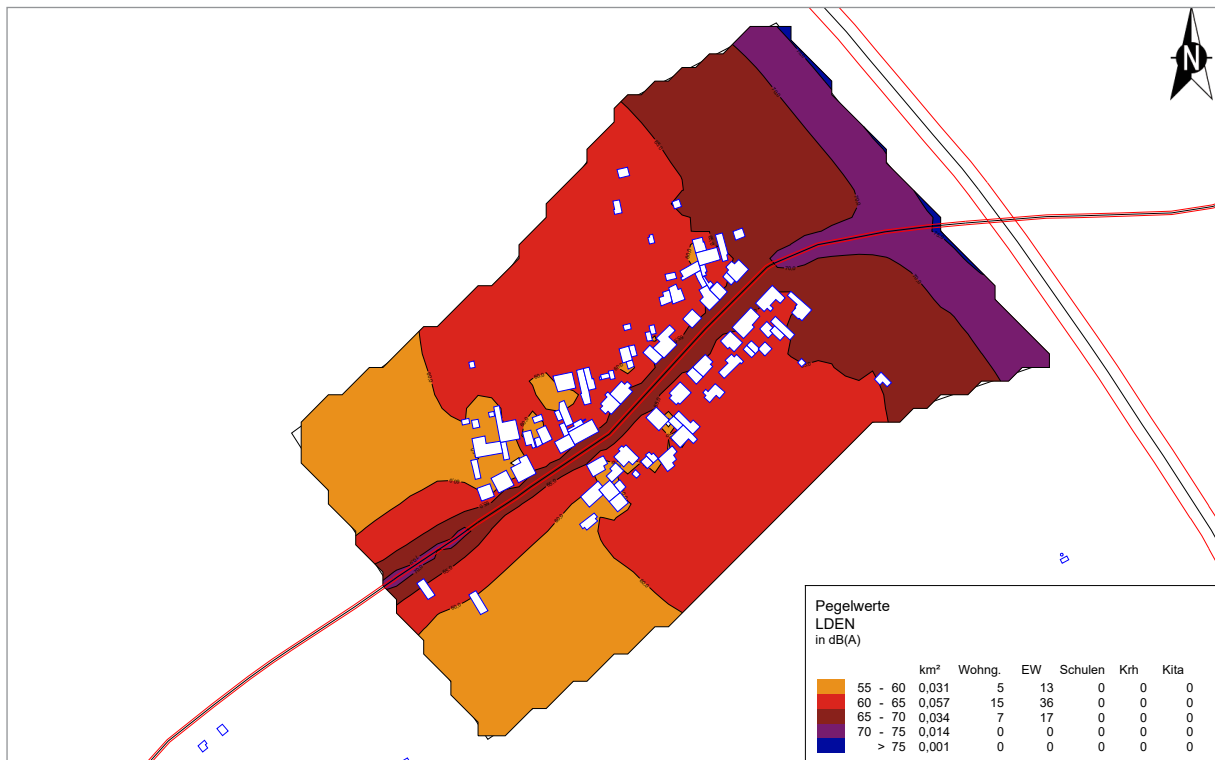 N
Pegelwerte
LDEN
in dB(A)
km² Wohng. EW Schulen Krh Kita
55 - 60 0,031 5 13 0 0 0
60 - 65 0,057 15 36 0 0 0
65 - 70 0,034 7 17 0 0 0
70 - 75 0,014 0 0 0 0 0
> 75 0,001 0 0 0 0 0